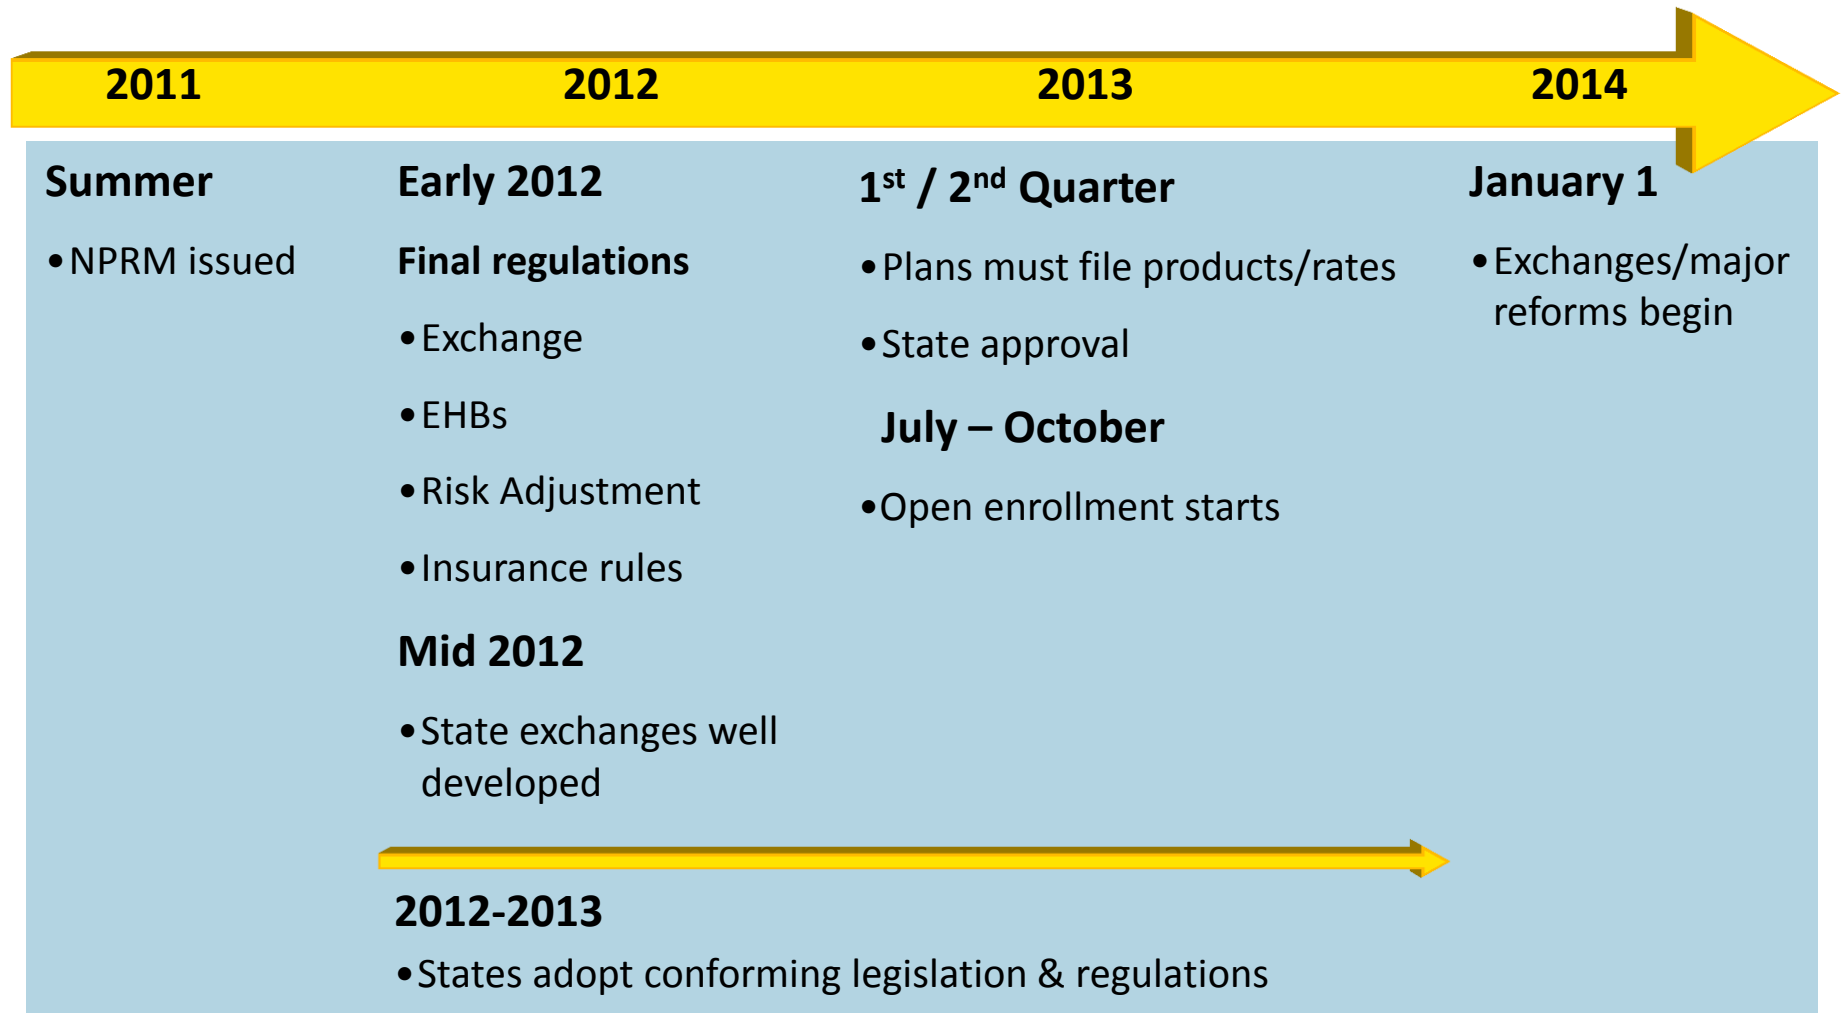 2011
2012
2013
2014
Summer
•NPRM issued
Early 2012
Final regulations
•Exchange
•EHBs
•Risk Adjustment
•Insurance rules
Mid 2012
•State exchanges well
developed
1st / 2nd Quarter
•Plans must file products/rates
•State approval
July – October
•Open enrollment starts
January 1
•Exchanges/major
reforms begin
2012-2013
•States adopt conforming legislation & regulations